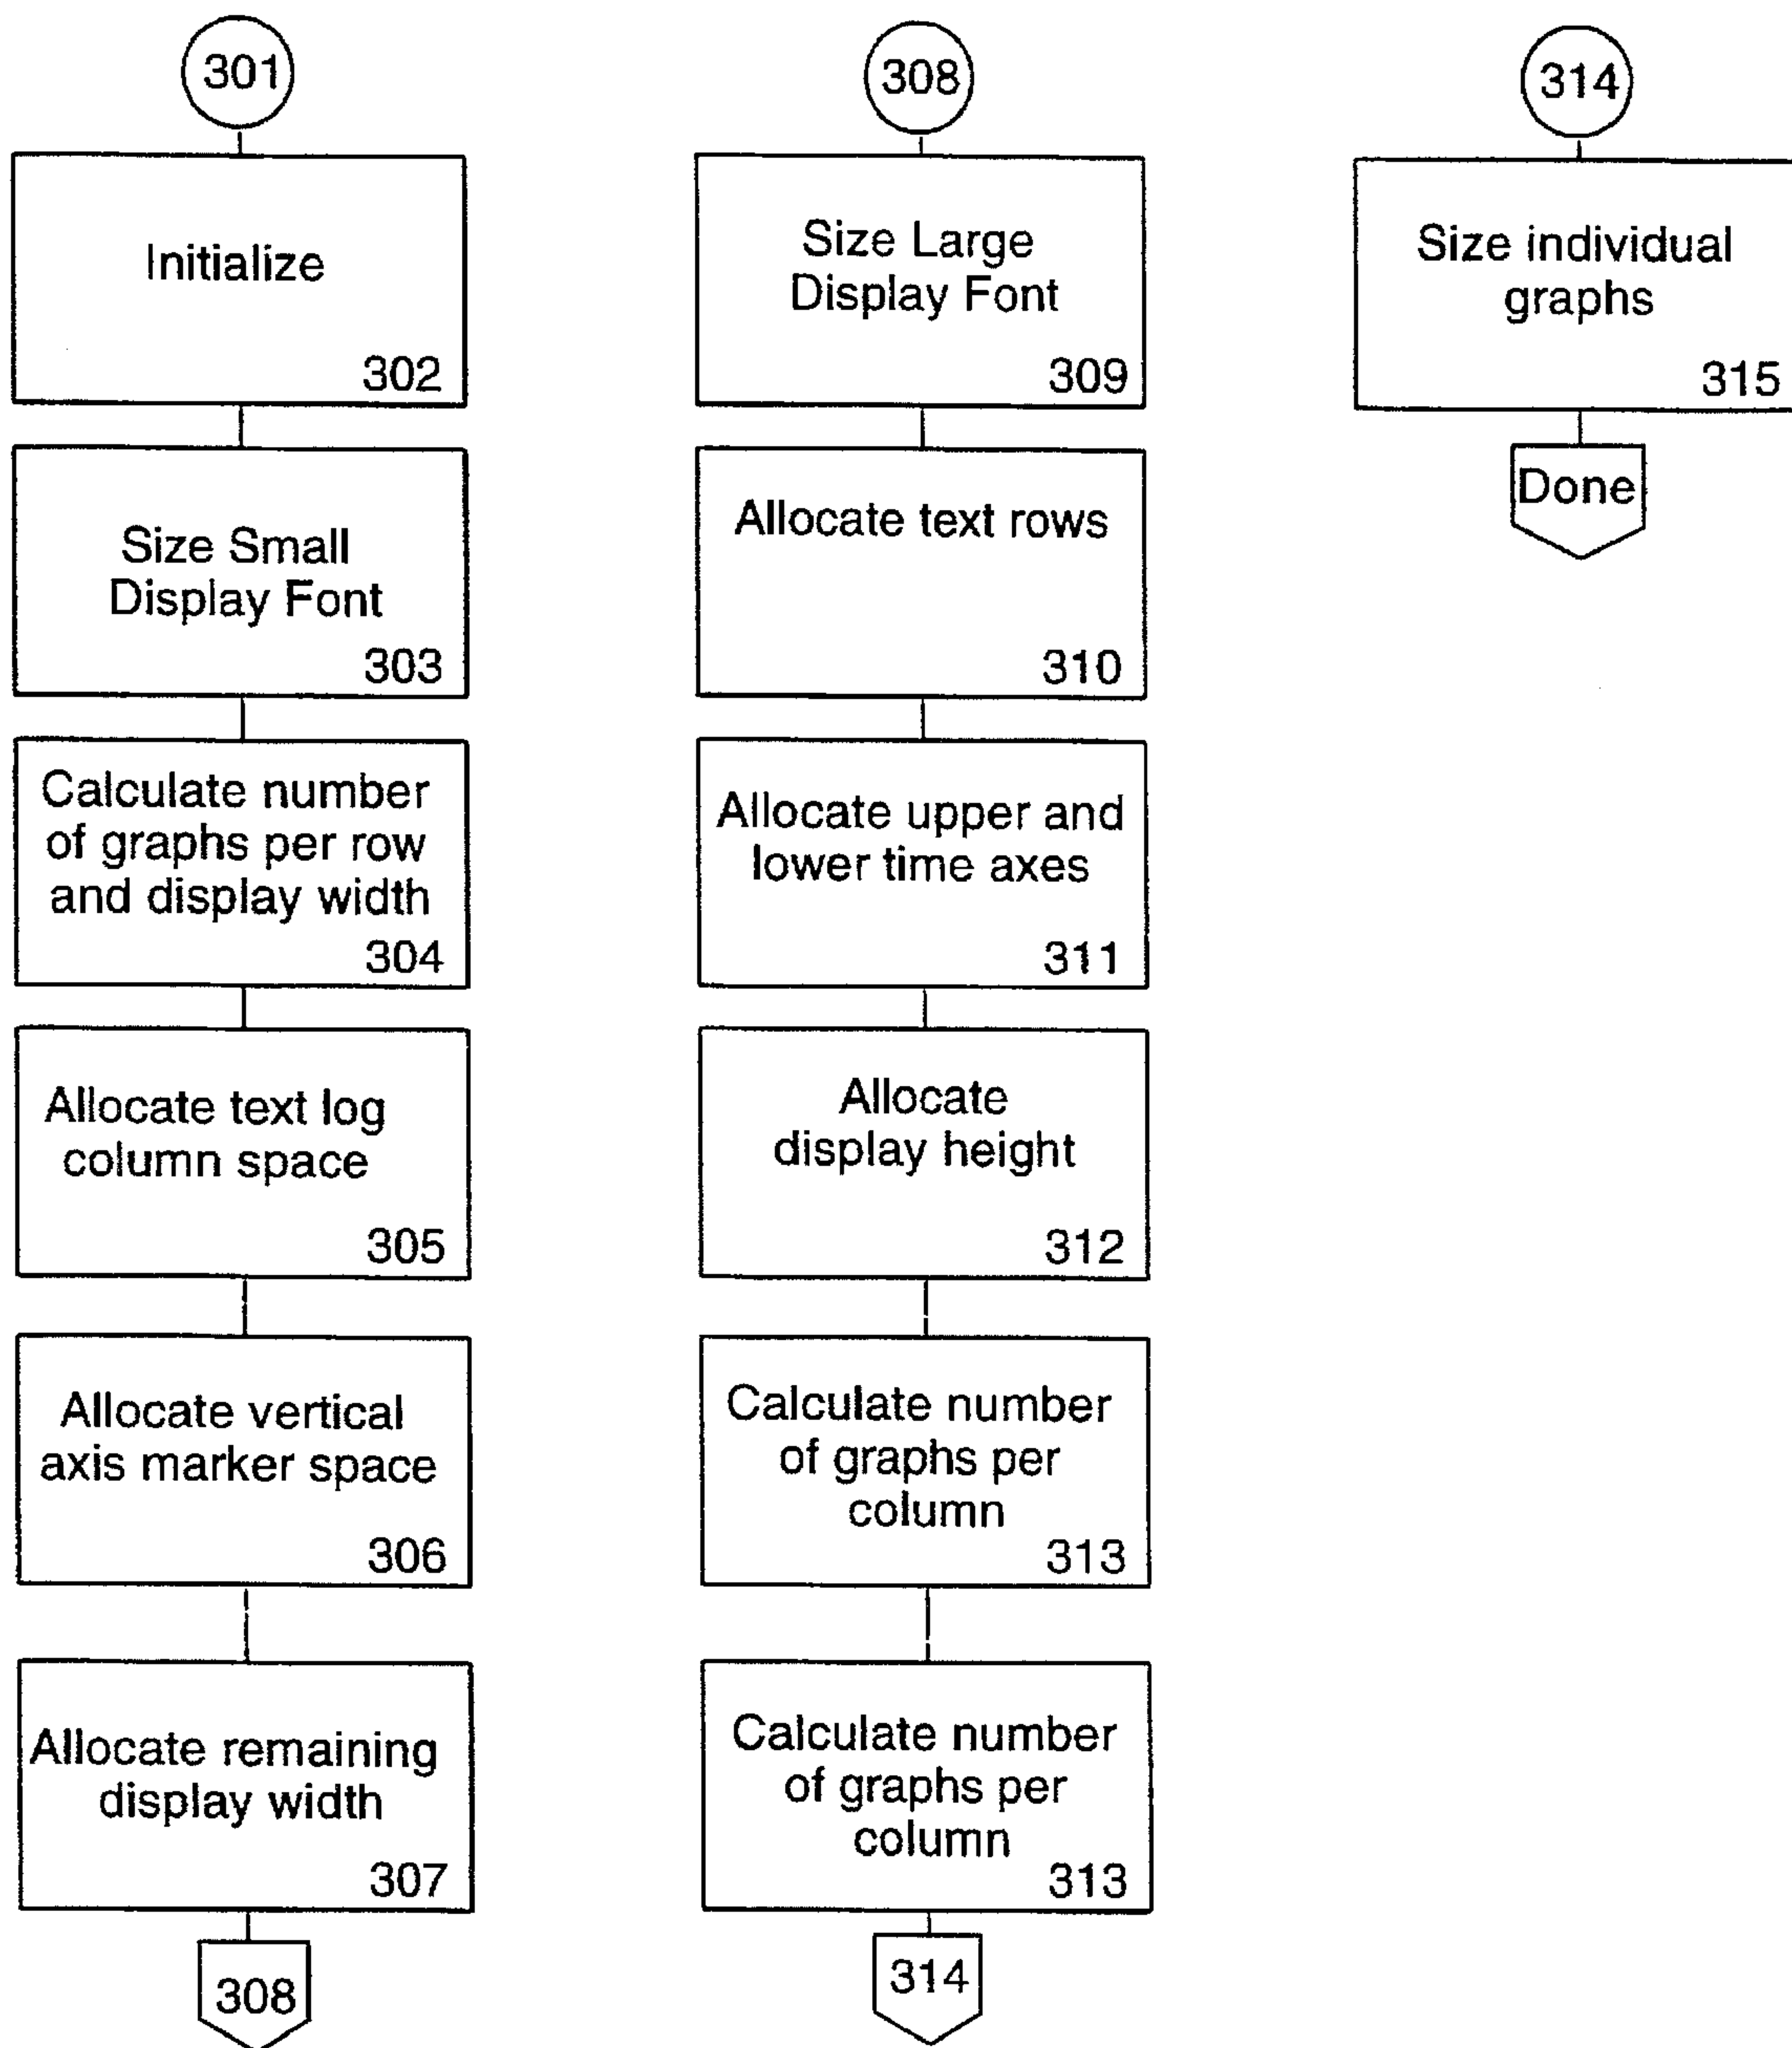 301
Initialize
302
Size Small
Display Font
303
Calculate number
of graphs per row
and display width
304
Allocate text log
column space
305
Allocate vertical
axis marker space
306
Allocate remaining
display width
307
308
308
Size Large
Display Font
309
Allocate text rows
310
Allocate upper and
lower time axes
311
Allocate
display height
312
Calculate number
of graphs per
column
313
Calculate number
of graphs per
column
313
314
314
Size individual
graphs
315
Done